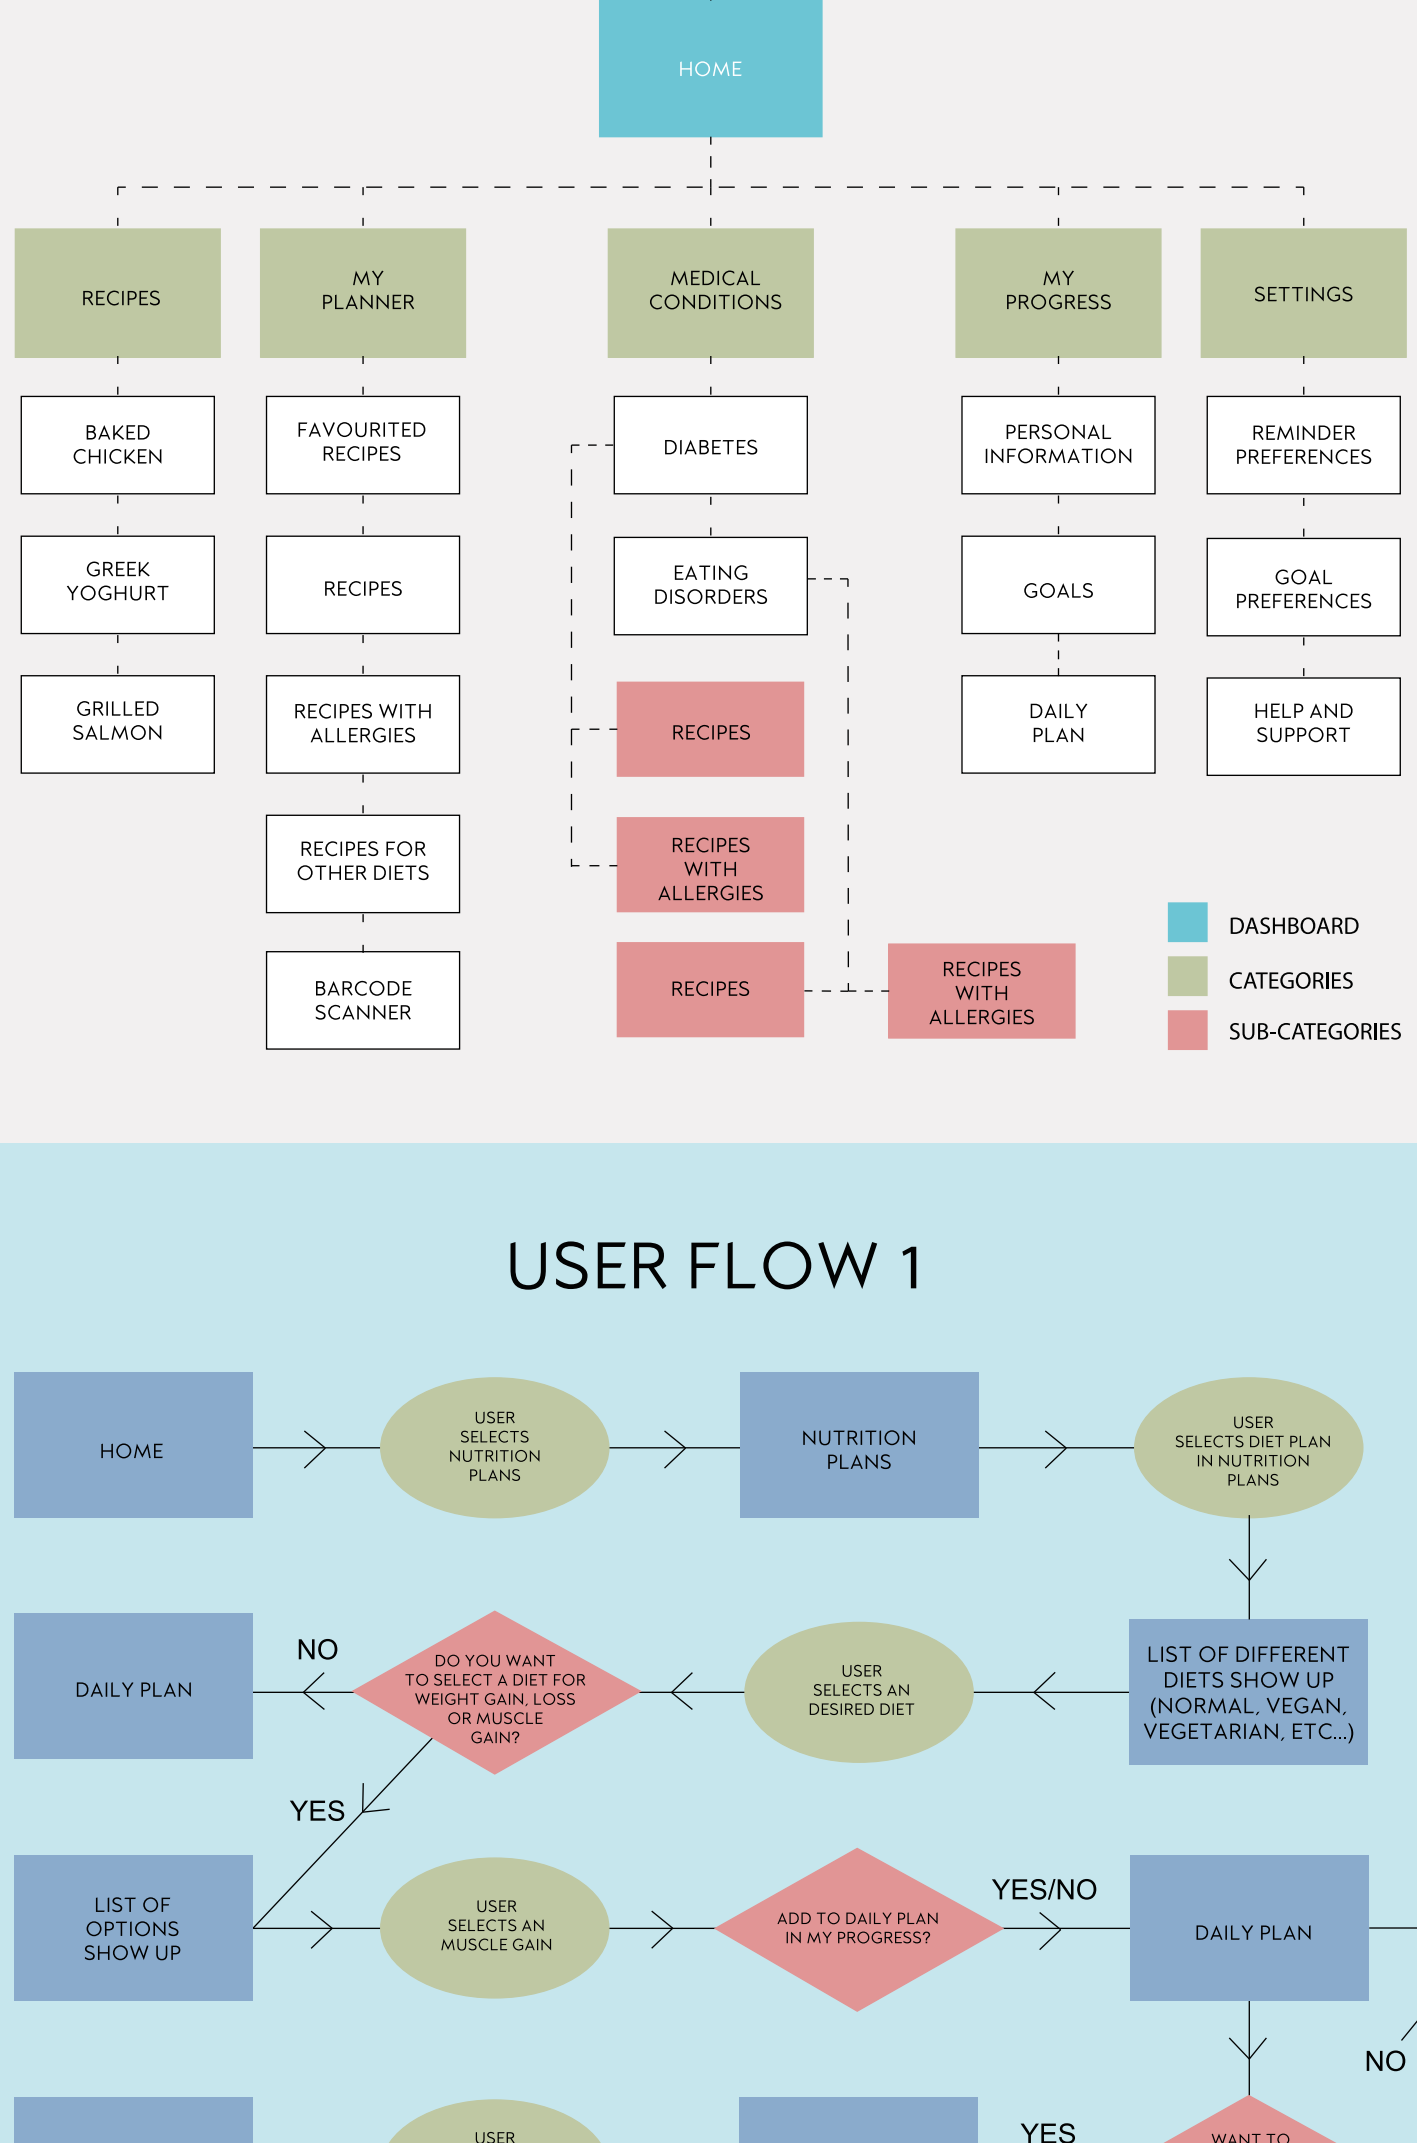 HOME
RECIPES
MY
PLANNER
MEDICAL
CONDITIONS
MY
PROGRESS
SETTINGS
BAKED
CHICKEN
FAVOURITED
RECIPES
DIABETES
PERSONAL
INFORMATION
REMINDER
PREFERENCES
GREEK
YOGHURT
RECIPES
EATING
DISORDERS
GOALS
GOAL
PREFERENCES
GRILLED
SALMON
RECIPES WITH
ALLERGIES
RECIPES
DAILY
PLAN
HELP AND
SUPPORT
RECIPES FOR
OTHER DIETS
RECIPES
WITH
ALLERGIES
BARCODE
SCANNER
RECIPES
RECIPES
WITH
ALLERGIES
DASHBOARD
CATEGORIES
SUB-CATEGORIES
USER FLOW 1
HOME
USER
SELECTS
NUTRITION
PLANS
NUTRITION
PLANS
USER
SELECTS DIET PLAN
IN NUTRITION
PLANS
DAILY PLAN
NO
DO YOU WANT
TO SELECT A DIET FOR
WEIGHT GAIN, LOSS
OR MUSCLE
GAIN?
USER
SELECTS AN
DESIRED DIET
LIST OF DIFFERENT
DIETS SHOW UP
(NORMAL, VEGAN,
VEGETARIAN, ETC...)
YES
LIST OF
OPTIONS
SHOW UP
USER
SELECTS AN
MUSCLE GAIN
ADD TO DAILY PLAN
IN MY PROGRESS?
YES/NO
DAILY PLAN
NO
USER
YES
WANT TO